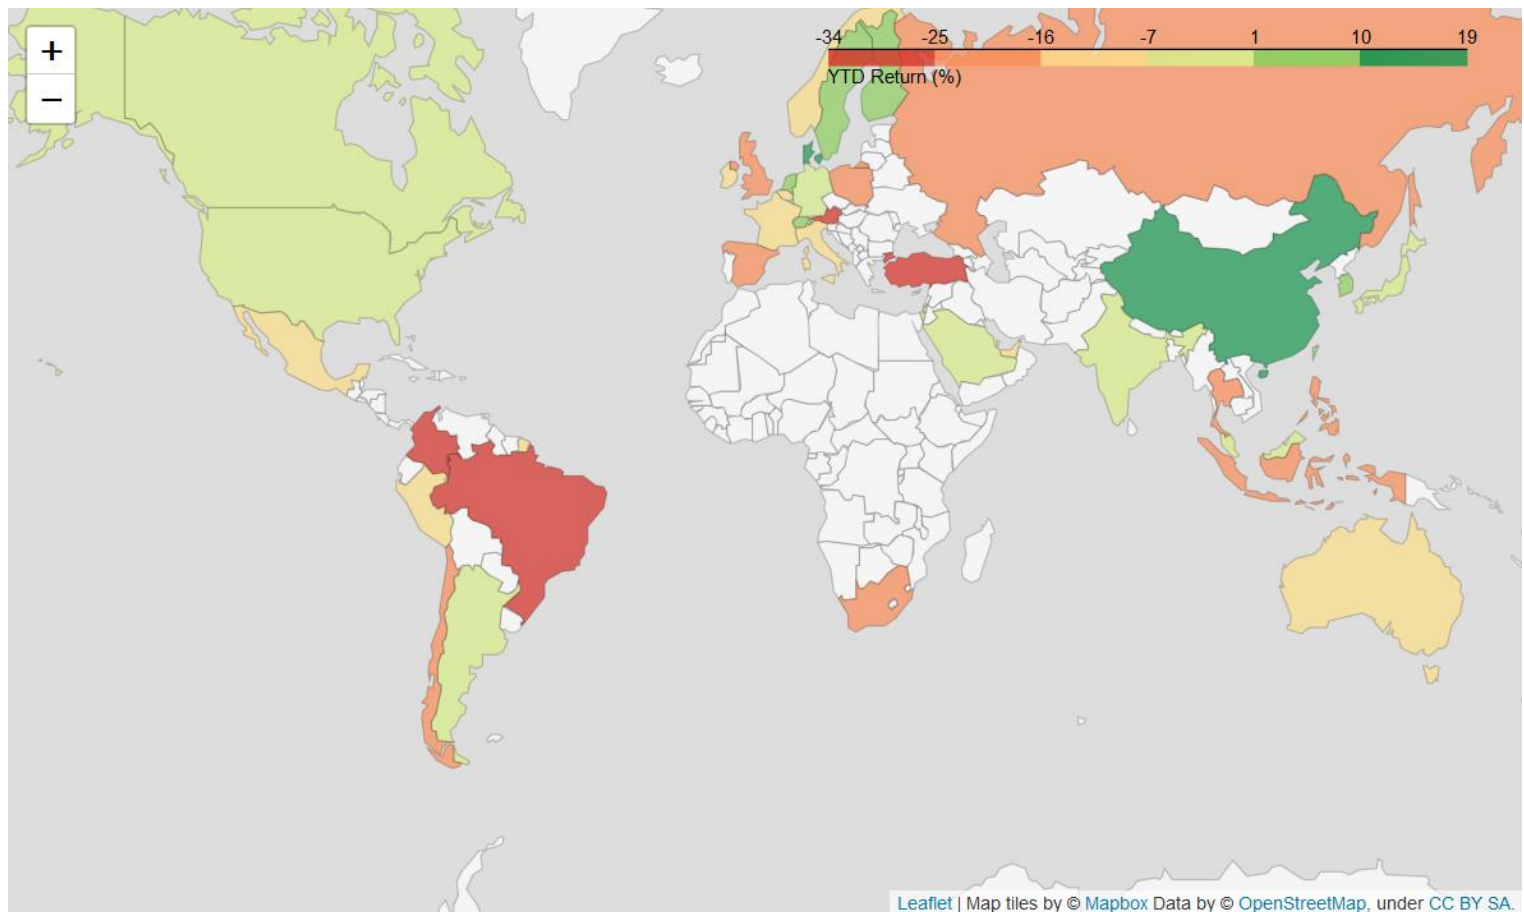 +
−
-34 -25 -16 -7 1 10 19
YTD Return (%)
Leaflet | Map tiles by © Mapbox Data by © OpenStreetMap, under CC BY SA.